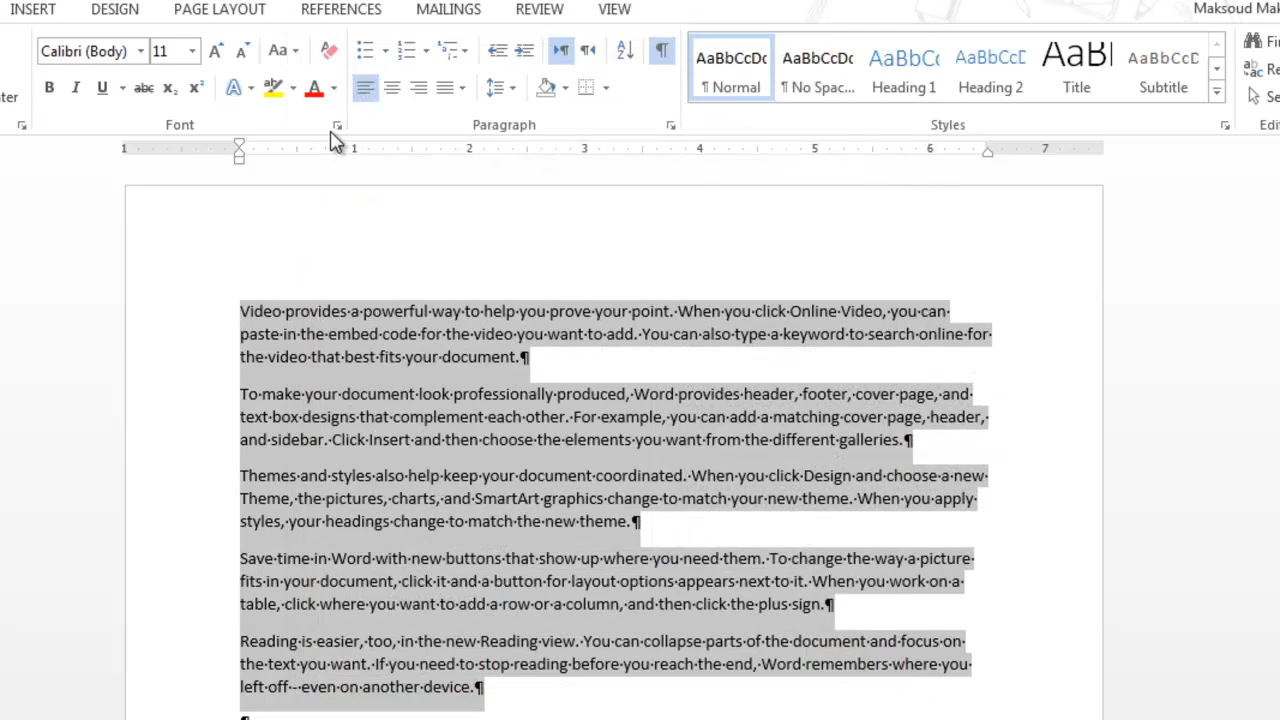 INSERT DESIGN PAGE LAYOUT REFERENCES MAILINGS REVIEW VIEW Maksoud Mak
Calibri (Body) 11 Aa AaBbCcDc AaBbCcDc AaBbC AaBbCcD AaBl AaBbCcD Fi
B I U abc x₂ x² A aby A ¶ Normal ¶ No Spac... Heading 1 Heading 2 Title Subtitle Re
ter Se
Font Paragraph Styles Edi
1 1 2 3 4 5 6 7
Video·provides·a·powerful·way·to·help·you·prove·your·point.·When·you·click·Online·Video,·you·can·
paste·in·the·embed·code·for·the·video·you·want·to·add.·You·can·also·type·a·keyword·to·search·online·for·
the·video·that·best·fits·your·document.¶
To·make·your·document·look·professionally·produced,·Word·provides·header,·footer,·cover·page,·and·
text·box·designs·that·complement·each·other.·For·example,·you·can·add·a·matching·cover·page,·header,·
and·sidebar.·Click·Insert·and·then·choose·the·elements·you·want·from·the·different·galleries.¶
Themes·and·styles·also·help·keep·your·document·coordinated.·When·you·click·Design·and·choose·a·new·
Theme,·the·pictures,·charts,·and·SmartArt·graphics·change·to·match·your·new·theme.·When·you·apply·
styles,·your·headings·change·to·match·the·new·theme.¶
Save·time·in·Word·with·new·buttons·that·show·up·where·you·need·them.·To·change·the·way·a·picture·
fits·in·your·document,·click·it·and·a·button·for·layout·options·appears·next·to·it.·When·you·work·on·a·
table,·click·where·you·want·to·add·a·row·or·a·column,·and·then·click·the·plus·sign.¶
Reading·is·easier,·too,·in·the·new·Reading·view.·You·can·collapse·parts·of·the·document·and·focus·on·
the·text·you·want.·If·you·need·to·stop·reading·before·you·reach·the·end,·Word·remembers·where·you·
left·off·-·even·on·another·device.¶
¶